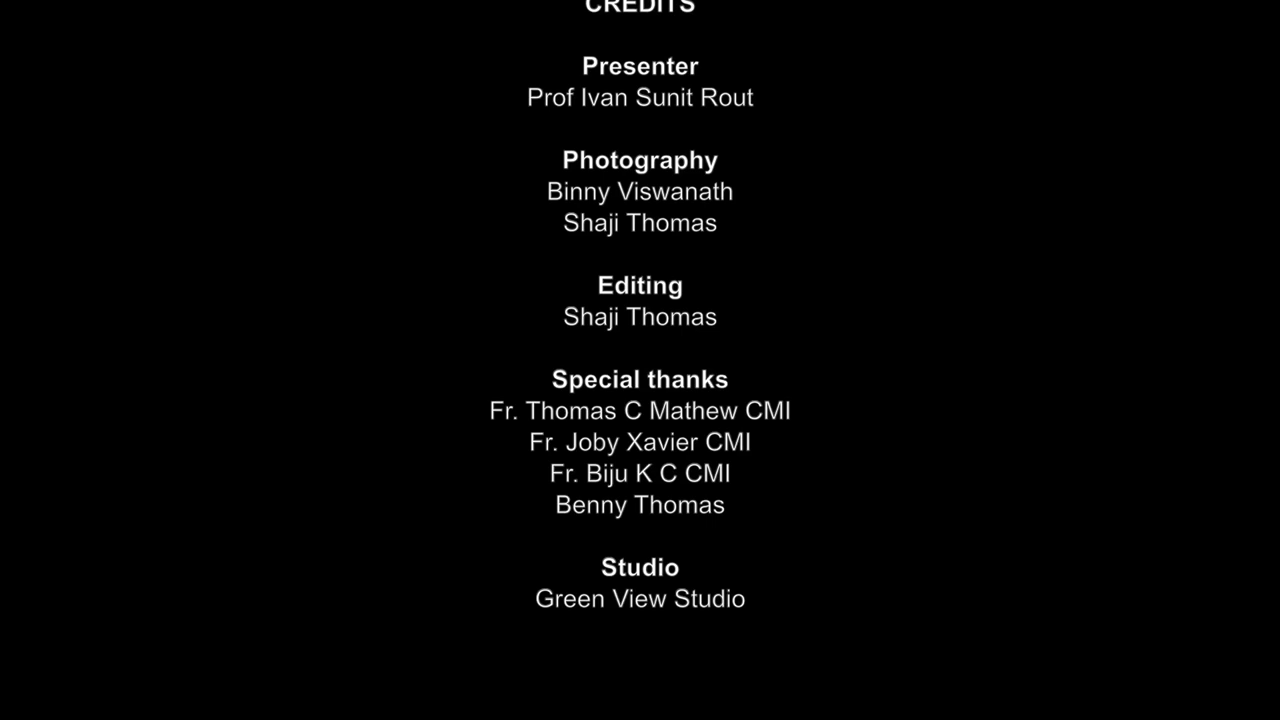 CREDITS
Presenter
Prof Ivan Sunit Rout
Photography
Binny Viswanath
Shaji Thomas
Editing
Shaji Thomas
Special thanks
Fr. Thomas C Mathew CMI
Fr. Joby Xavier CMI
Fr. Biju K C CMI
Benny Thomas
Studio
Green View Studio